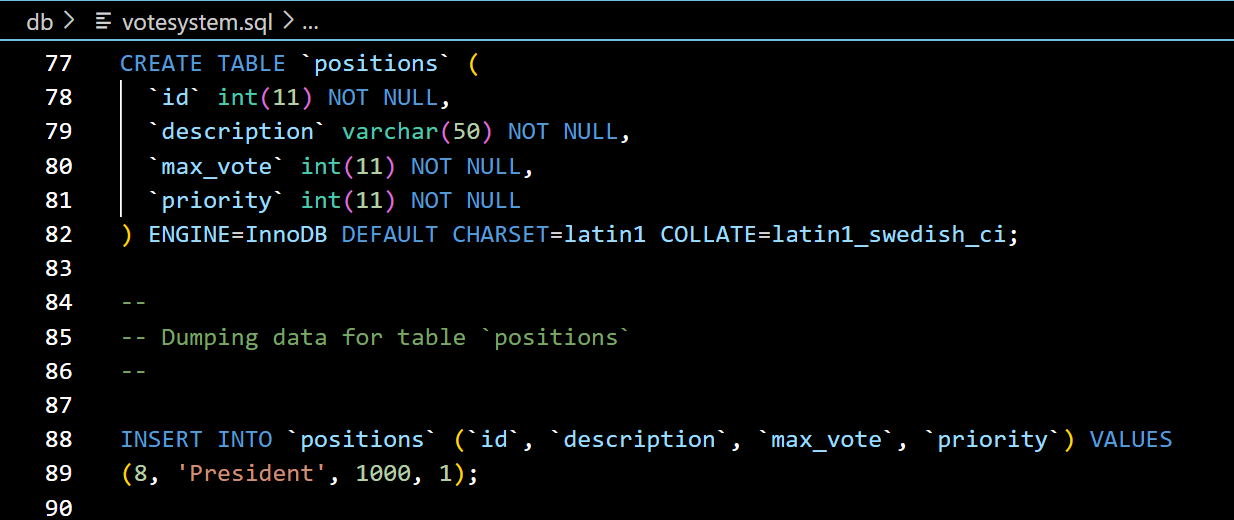 db > votesystem.sql > ...
77 CREATE TABLE `positions` (
78 `id` int(11) NOT NULL,
79 `description` varchar(50) NOT NULL,
80 `max_vote` int(11) NOT NULL,
81 `priority` int(11) NOT NULL
82 ) ENGINE=InnoDB DEFAULT CHARSET=latin1 COLLATE=latin1_swedish_ci;
83
84 --
85 -- Dumping data for table `positions`
86 --
87
88 INSERT INTO `positions` (`id`, `description`, `max_vote`, `priority`) VALUES
89 (8, 'President', 1000, 1);
90